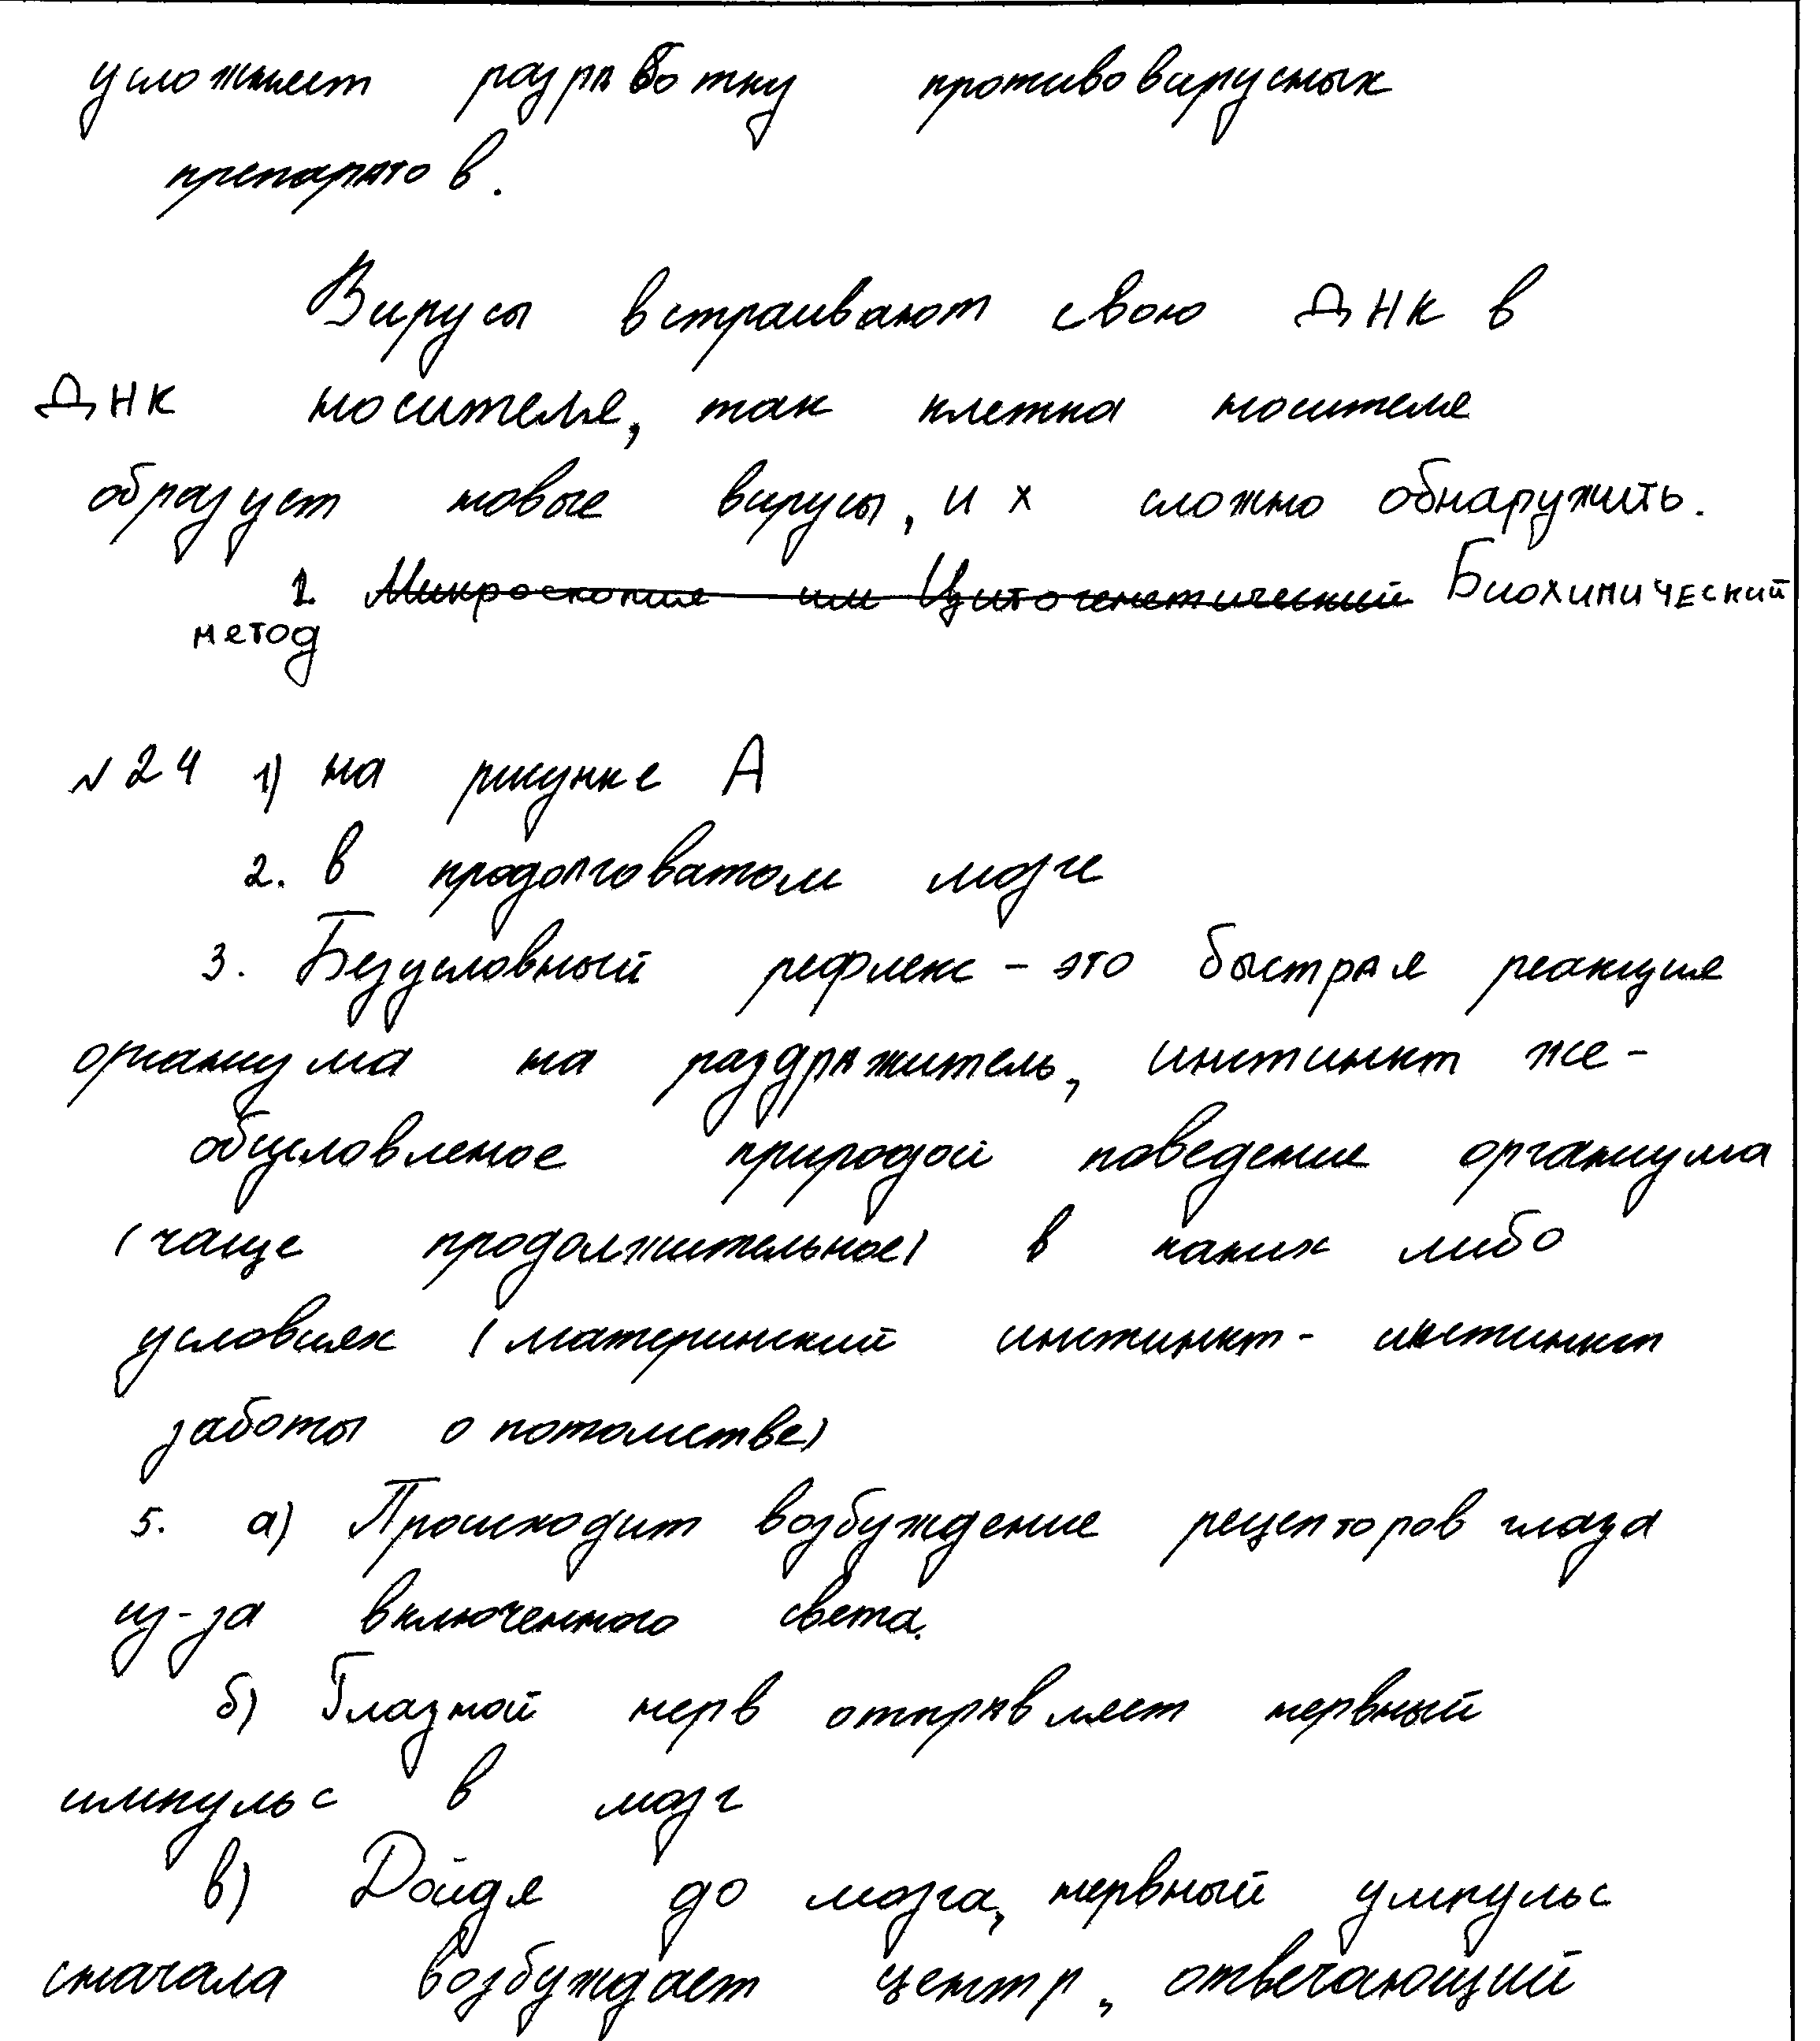 усложняет разработку противовирусных
препаратов.
Вирусы встраивают свою ДНК в
ДНК носителя, так клетка носителя
образует новые вирусы, их сложно обнаружить.
1. Микроскопия или Цитогенетический Биохимический
метод
№24 1) на рисунке А
2. в продолговатом мозге
3. Безусловный рефлекс - это быстрая реакция
организма на раздражитель, инстинкт же -
обусловленое природой поведение организма
(чаще продолжительное) в каких либо
условиях (материнский инстинкт - инстинкт
заботы о потомстве)
5. а) Происходит возбуждение рецепторов глаза
из-за включенного света.
б) Глазной нерв отправляет нервный
импульс в мозг
в) Дойдя до мозга, нервный импульс
сначала возбуждает центр, отвечающий